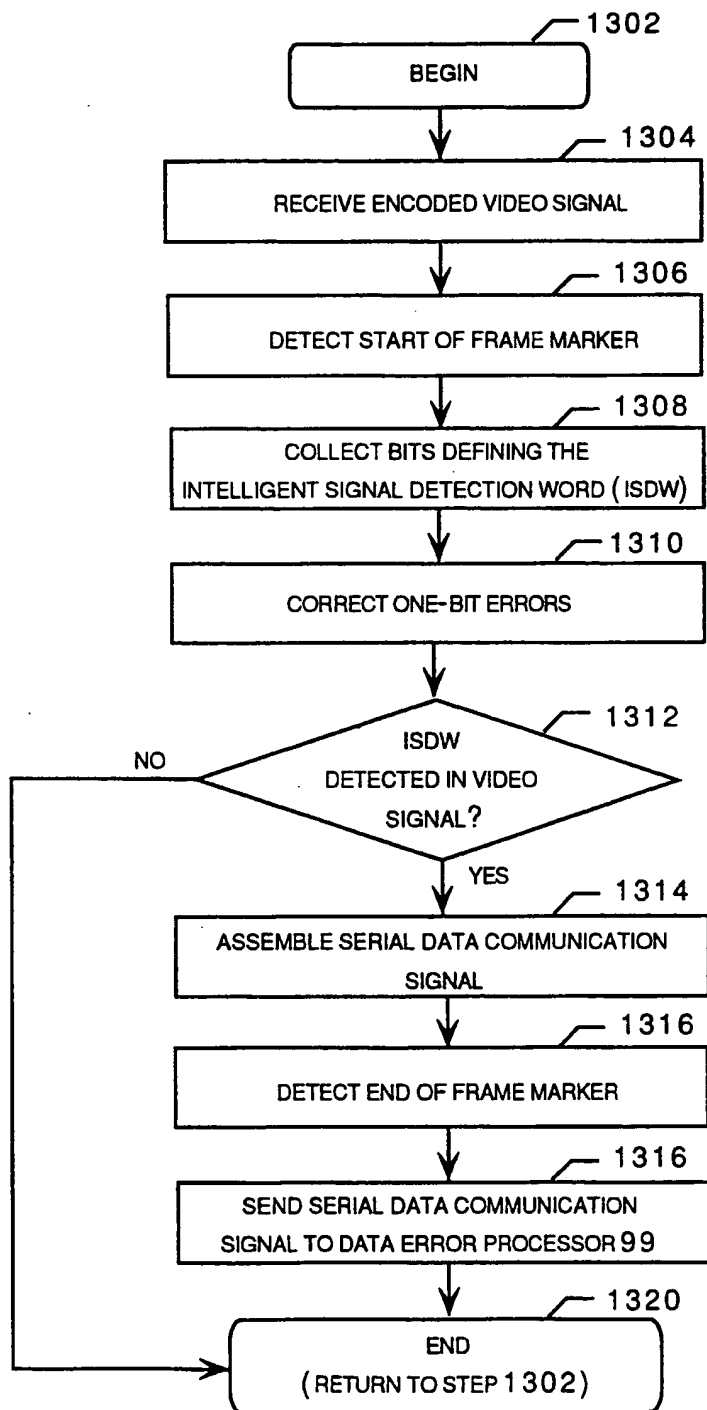 1302
BEGIN
1304
RECEIVE ENCODED VIDEO SIGNAL
1306
DETECT START OF FRAME MARKER
1308
COLLECT BITS DEFINING THE
INTELLIGENT SIGNAL DETECTION WORD (ISDW)
1310
CORRECT ONE-BIT ERRORS
1312
ISDW
DETECTED IN VIDEO
SIGNAL?
NO
YES
1314
ASSEMBLE SERIAL DATA COMMUNICATION
SIGNAL
1316
DETECT END OF FRAME MARKER
1316
SEND SERIAL DATA COMMUNICATION
SIGNAL TO DATA ERROR PROCESSOR 99
1320
END
(RETURN TO STEP 1302)